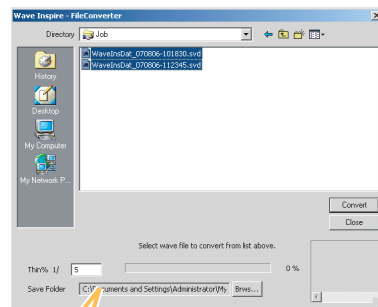 Wave Inspire - FileConverter
Directory Job
WaveInsDat_070806-101830.svd
WaveInsDat_070806-112345.svd
History
Desktop
My Computer
My Network P...
Convert
Close
Select wave file to convert from list above.
Thin% 1/ 5 0 %
Save Folder C:\Documents and Settings\Administrator\My Brws...